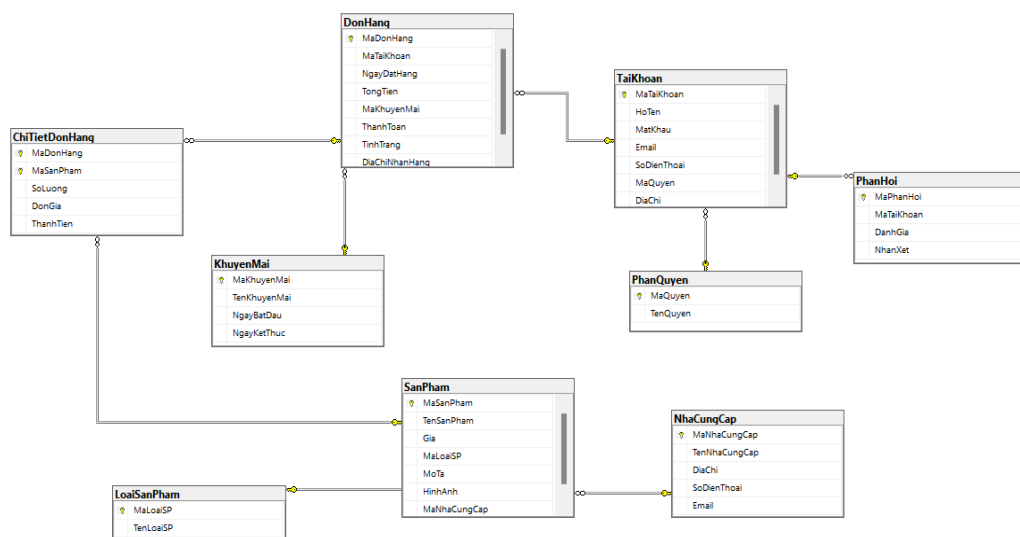 DonHang
MaDonHang
MaTaiKhoan
NgayDatHang
TongTien
MaKhuyenMai
ThanhToan
TinhTrang
DiaChiNhanHang
TaiKhoan
MaTaiKhoan
HoTen
MatKhau
Email
SoDienThoai
MaQuyen
DiaChi
ChiTietDonHang
MaDonHang
MaSanPham
SoLuong
DonGia
ThanhTien
PhanHoi
MaPhanHoi
MaTaiKhoan
DanhGia
NhanXet
KhuyenMai
MaKhuyenMai
TenKhuyenMai
NgayBatDau
NgayKetThuc
PhanQuyen
MaQuyen
TenQuyen
SanPham
MaSanPham
TenSanPham
Gia
MaLoaiSP
MoTa
HinhAnh
MaNhaCungCap
NhaCungCap
MaNhaCungCap
TenNhaCungCap
DiaChi
SoDienThoai
Email
LoaiSanPham
MaLoaiSP
TenLoaiSP